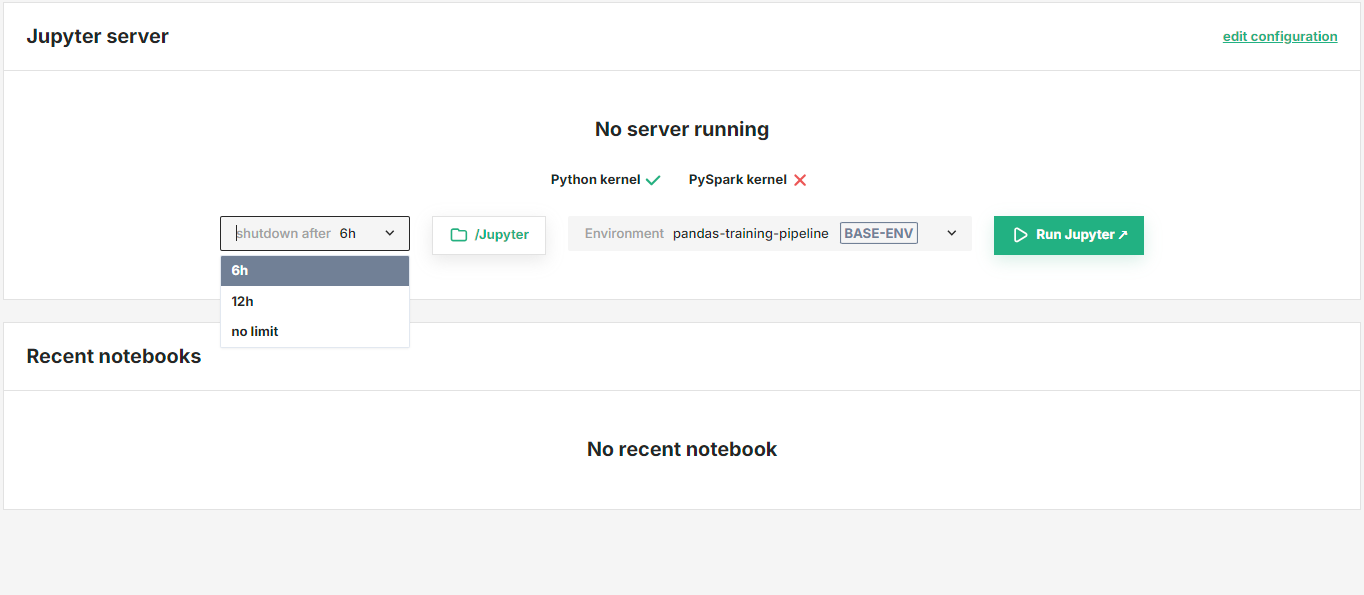 Jupyter server
edit configuration
No server running
Python kernel PySpark kernel
shutdown after 6h /Jupyter Environment pandas-training-pipeline BASE-ENV Run Jupyter ↗
6h
12h
no limit
Recent notebooks
No recent notebook